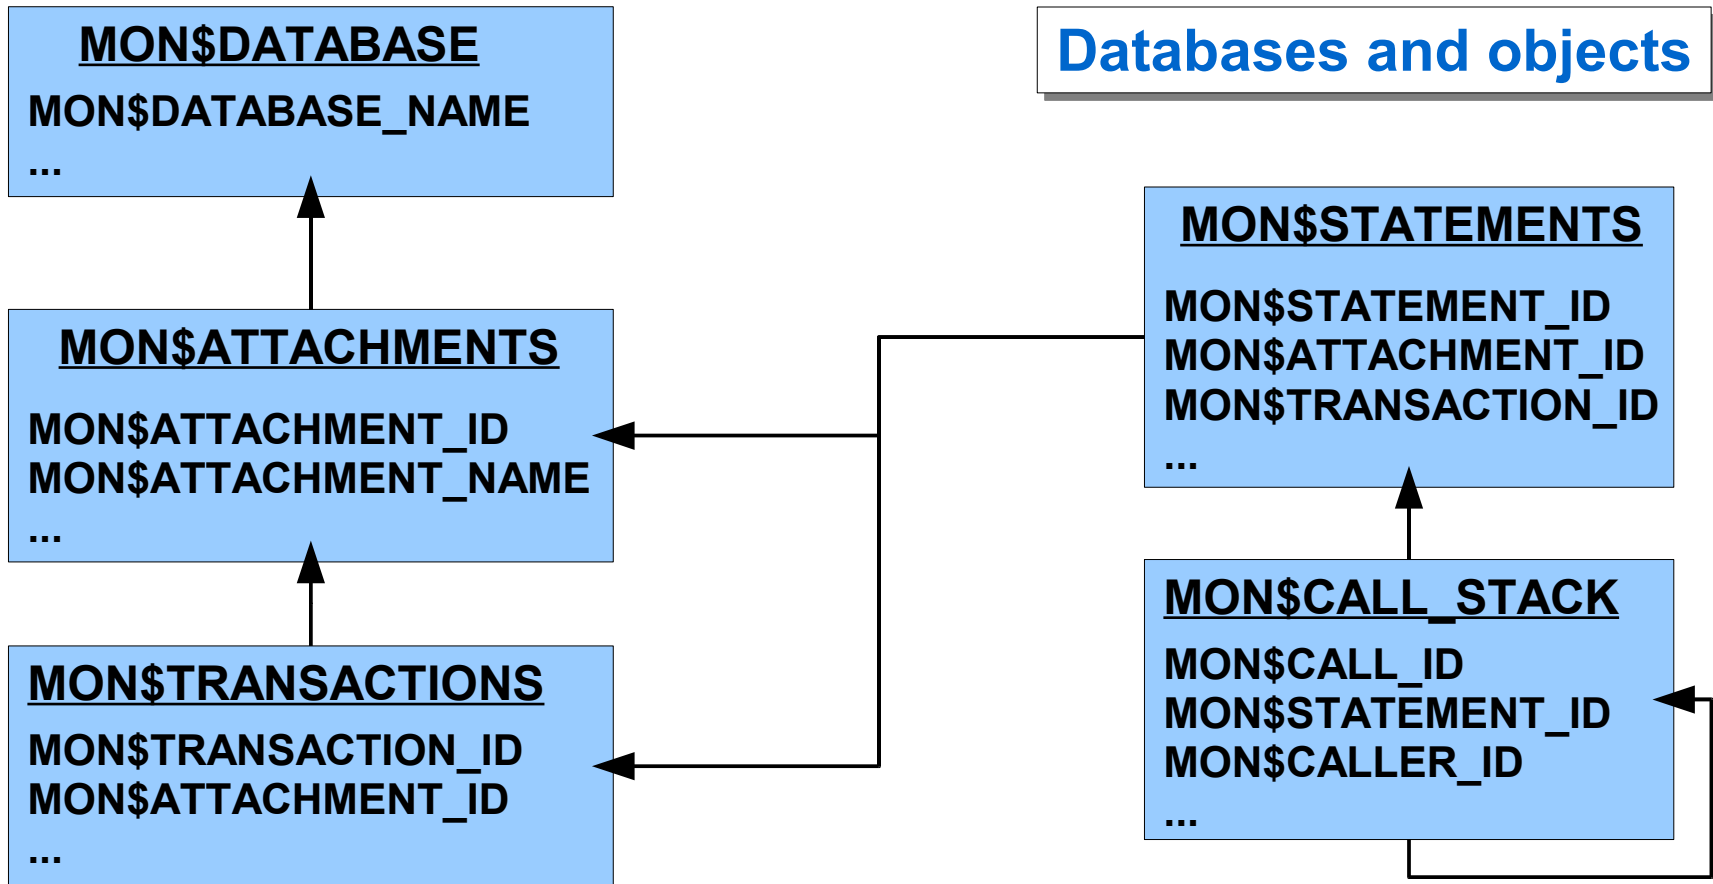 Databases and objects
MON$DATABASE
MON$DATABASE_NAME
...
MON$ATTACHMENTS
MON$ATTACHMENT_ID
MON$ATTACHMENT_NAME
...
MON$TRANSACTIONS
MON$TRANSACTION_ID
MON$ATTACHMENT_ID
...
MON$STATEMENTS
MON$STATEMENT_ID
MON$ATTACHMENT_ID
MON$TRANSACTION_ID
...
MON$CALL_STACK
MON$CALL_ID
MON$STATEMENT_ID
MON$CALLER_ID
...